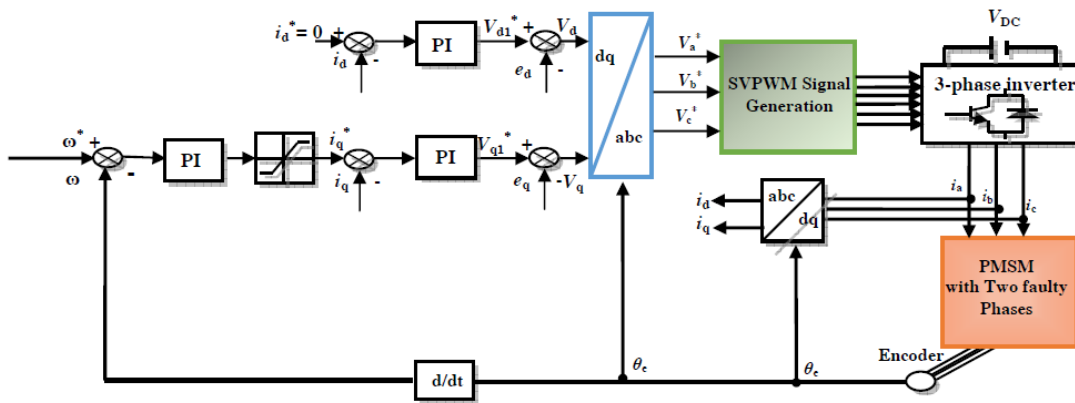 i_d^* = 0 +
i_d -
PI
V_d1^* +
V_d
e_d -
dq
abc
V_a^*
V_b^*
V_c^*
SVPWM Signal
Generation
V_DC
3-phase inverter
ω^* +
ω -
PI
i_q^*
i_q -
PI
V_q1^* +
e_q -V_q
i_d
i_q
abc
dq
i_a
i_b
i_c
PMSM
with Two faulty
Phases
Encoder
d/dt
θ_e
θ_e